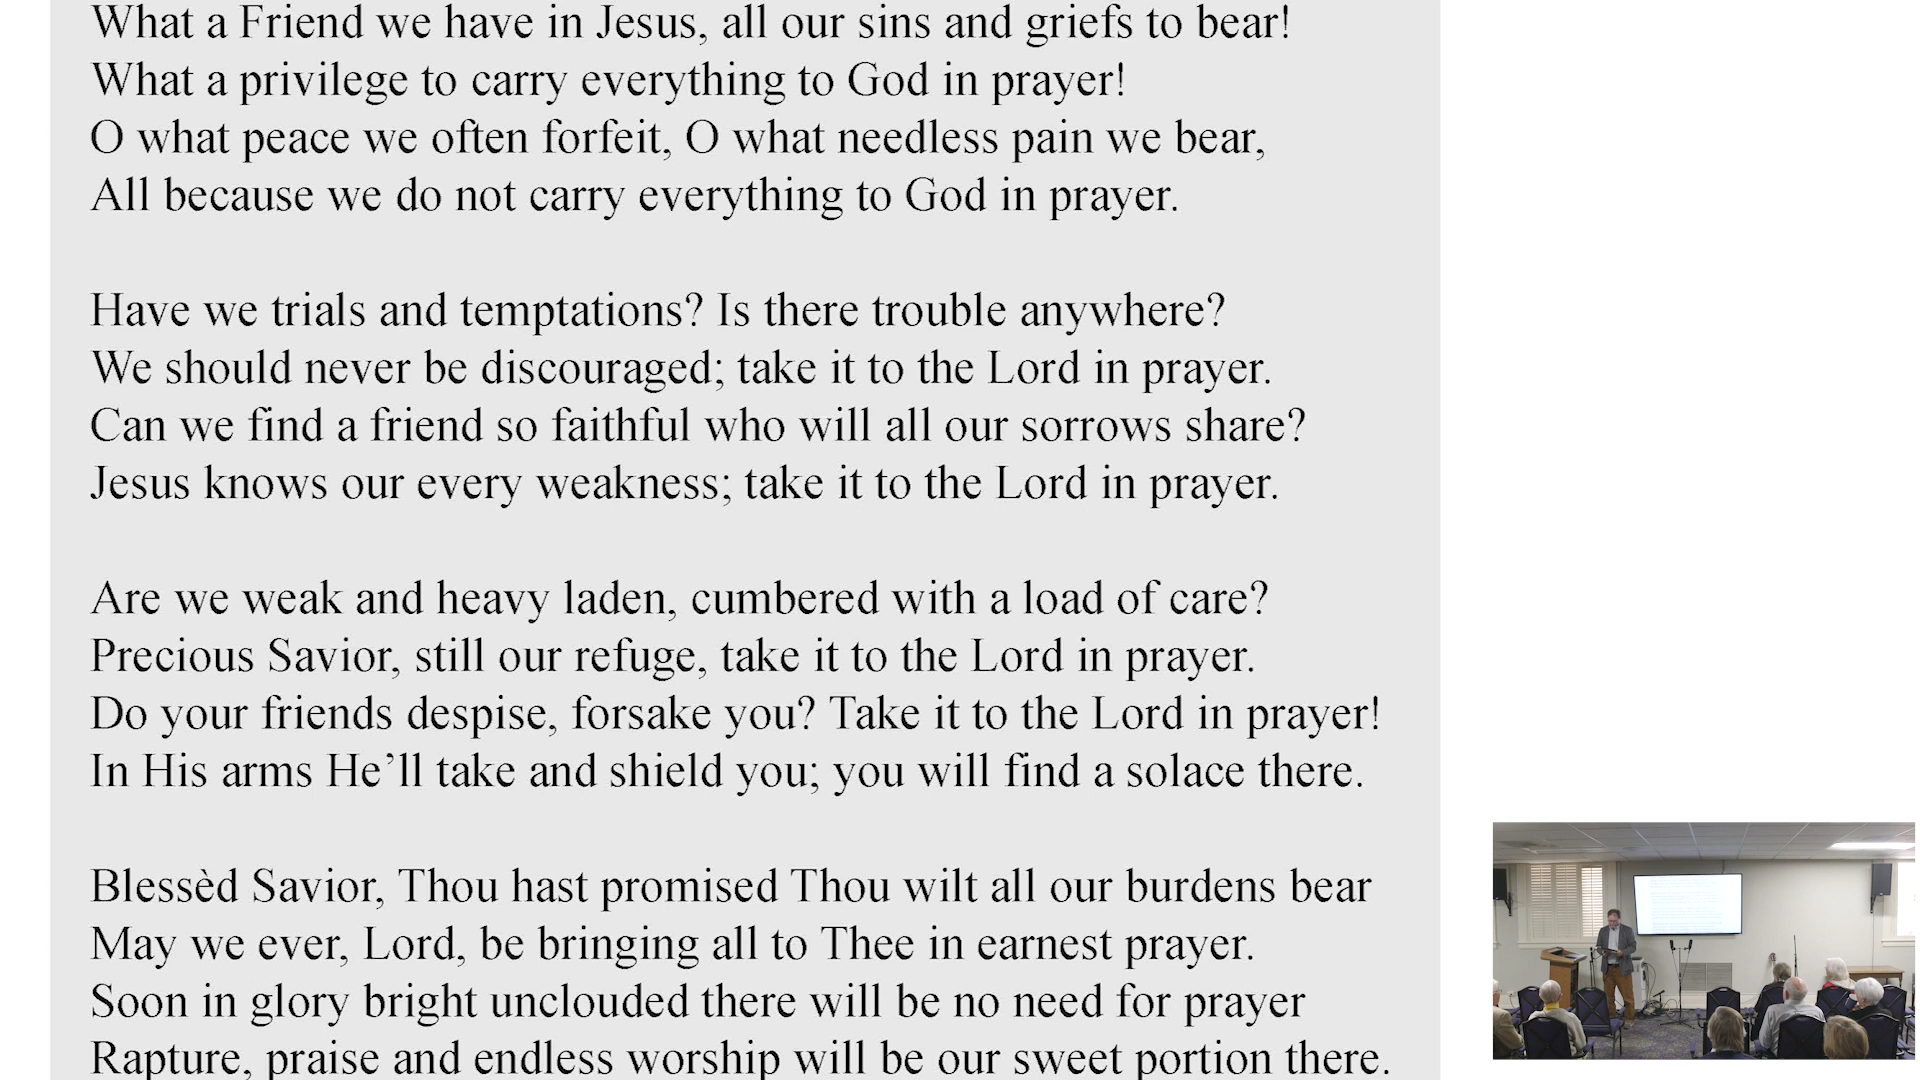 What a Friend we have in Jesus, all our sins and griefs to bear!
What a privilege to carry everything to God in prayer!
O what peace we often forfeit, O what needless pain we bear,
All because we do not carry everything to God in prayer.
Have we trials and temptations? Is there trouble anywhere?
We should never be discouraged; take it to the Lord in prayer.
Can we find a friend so faithful who will all our sorrows share?
Jesus knows our every weakness; take it to the Lord in prayer.
Are we weak and heavy laden, cumbered with a load of care?
Precious Savior, still our refuge, take it to the Lord in prayer.
Do your friends despise, forsake you? Take it to the Lord in prayer!
In His arms He’ll take and shield you; you will find a solace there.
Blessèd Savior, Thou hast promised Thou wilt all our burdens bear
May we ever, Lord, be bringing all to Thee in earnest prayer.
Soon in glory bright unclouded there will be no need for prayer
Rapture, praise and endless worship will be our sweet portion there.